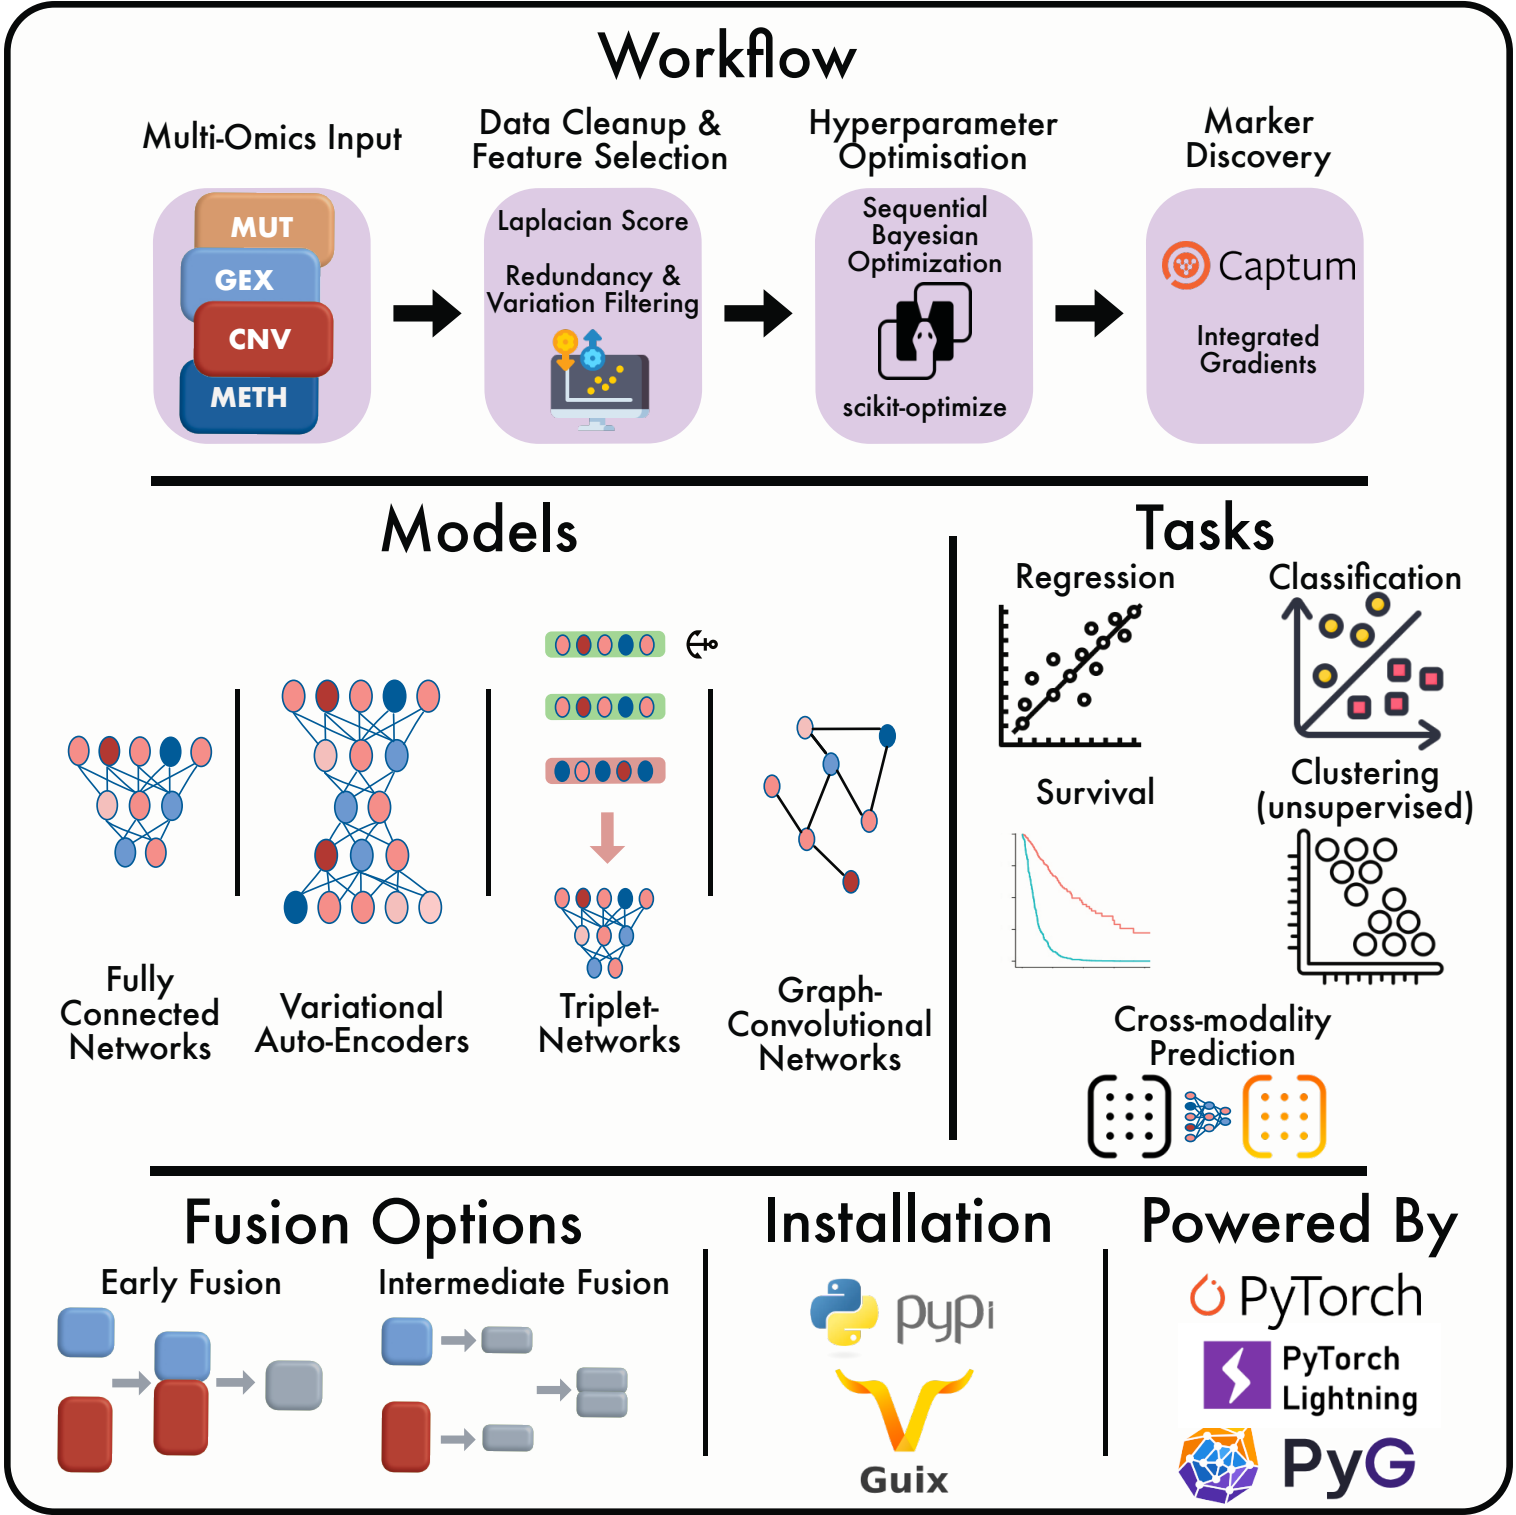 Workflow
Multi-Omics Input
MUT
GEX
CNV
METH
Data Cleanup &
Feature Selection
Laplacian Score
Redundancy &
Variation Filtering
Hyperparameter
Optimisation
Sequential
Bayesian
Optimization
scikit-optimize
Marker
Discovery
Captum
Integrated
Gradients
Models
Fully
Connected
Networks
Variational
Auto-Encoders
Triplet-
Networks
Graph-
Convolutional
Networks
Tasks
Regression
Classification
Survival
Clustering
(unsupervised)
Cross-modality
Prediction
Fusion Options
Early Fusion
Intermediate Fusion
Installation
pypi
Guix
Powered By
PyTorch
PyTorch
Lightning
PyG